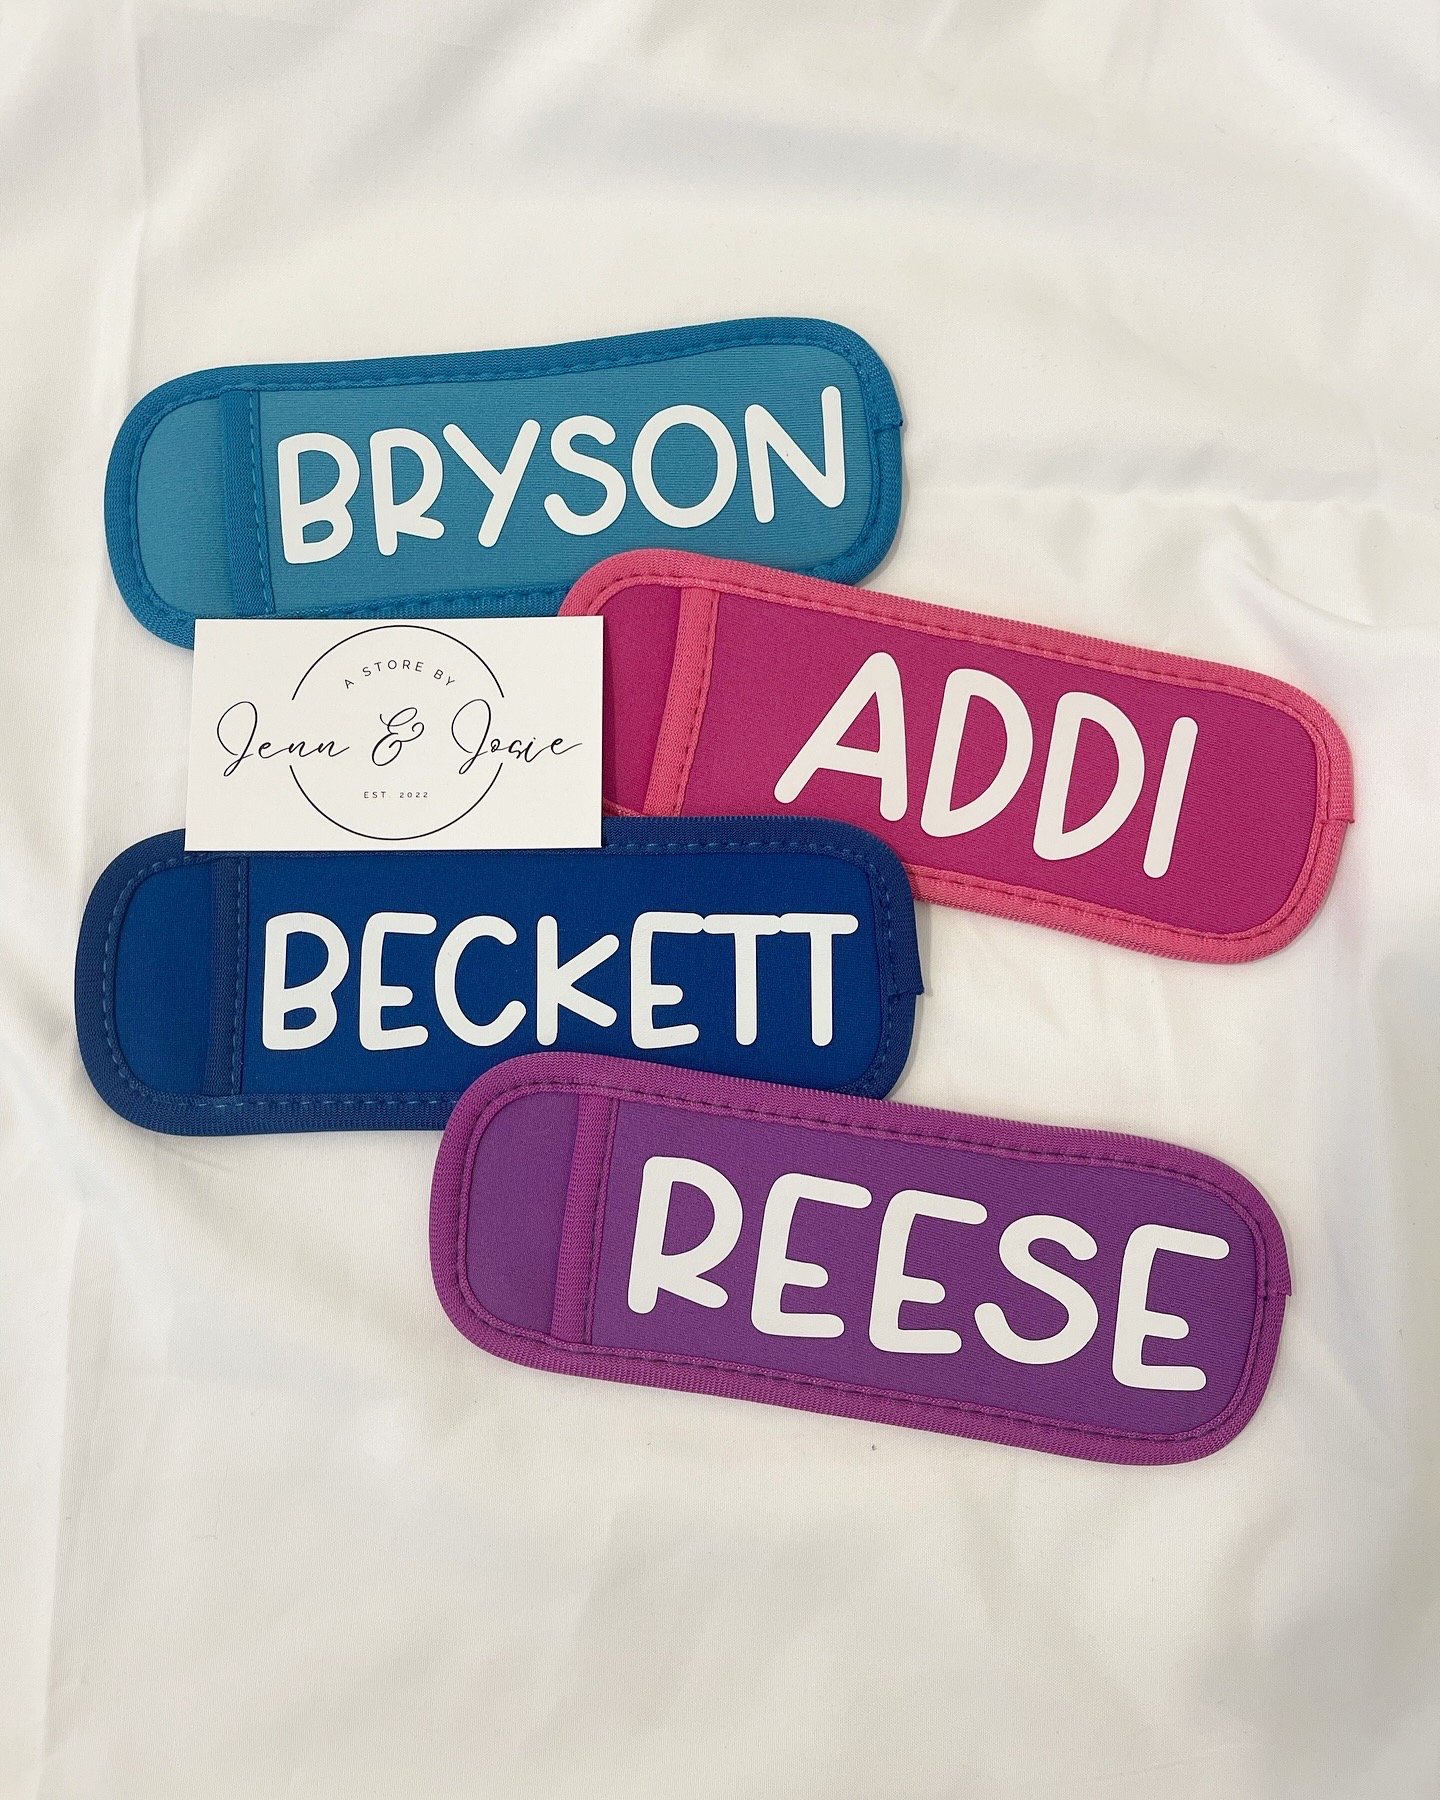 BRYSON
A STORE BY
Jenn & Josie
EST. 2022
ADDI
BECKETT
REESE